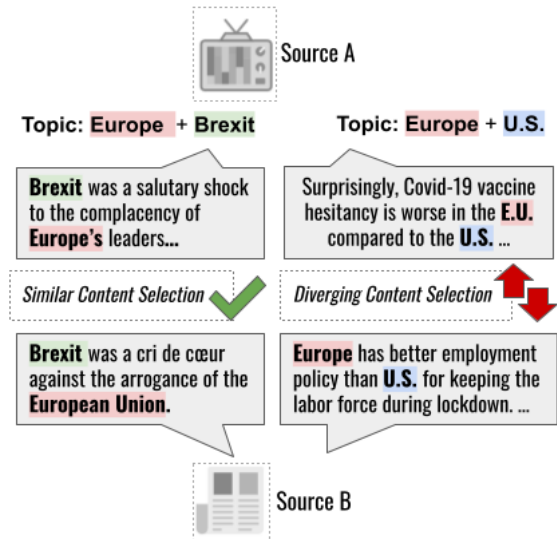 Source A
Topic: Europe + Brexit
Topic: Europe + U.S.
Brexit was a salutary shock
to the complacency of
Europe's leaders...
Surprisingly, Covid-19 vaccine
hesitancy is worse in the E.U.
compared to the U.S. ...
Similar Content Selection
Diverging Content Selection
Brexit was a cri de cœur
against the arrogance of the
European Union.
Europe has better employment
policy than U.S. for keeping the
labor force during lockdown. ...
Source B